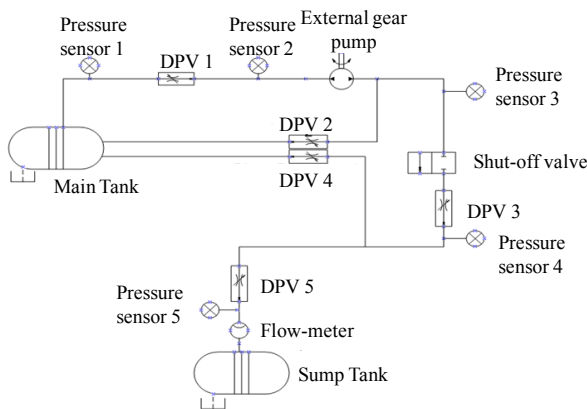 External gear
pump
Pressure
sensor 1
DPV 1
Pressure
sensor 2
Pressure
sensor 3
DPV 2
DPV 4
Main Tank
Shut-off valve
DPV 3
Pressure
sensor 4
DPV 5
Pressure
sensor 5
Flow-meter
Sump Tank